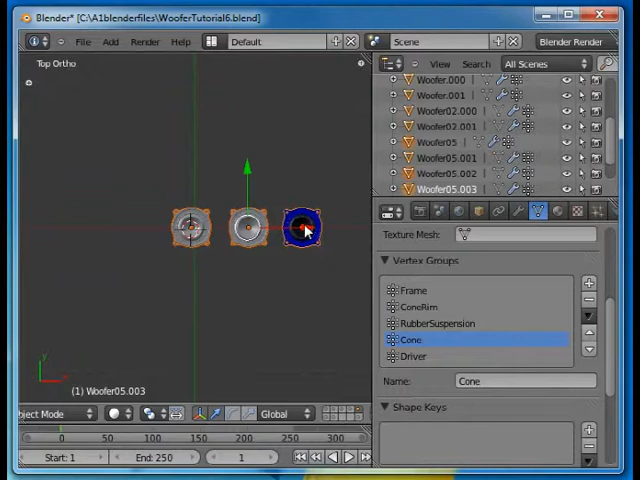 Blender* [C:\A1blenderfiles\WooferTutorial6.blend]
File Add Render Help Default Scene Blender Render
Top Ortho
View Search All Scenes
Woofer.000
Woofer.001
Woofer02.000
Woofer02.001
Woofer05
Woofer05.001
Woofer05.002
Woofer05.003
Texture Mesh:
Vertex Groups
Frame
ConeRim
RubberSuspension
Cone
Driver
Name: Cone
Shape Keys
(1) Woofer05.003
bject Mode Global
0 50 100 150 200 250
Start: 1 End: 250 1